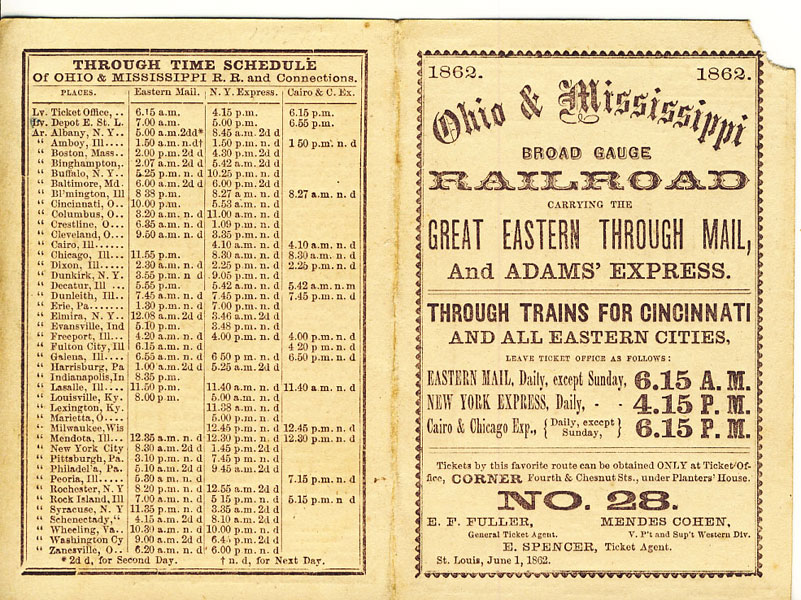 THROUGH TIME SCHEDULE
Of OHIO & MISSISSIPPI R. R. and Connections.
PLACES. Eastern Mail. N. Y. Express. Cairo & C. Ex.
Lv. Ticket Office, .. 6.15 a.m. 4.15 p.m. 6.15 p.m.
Depot E. St. L. 7.00 a.m. 5.00 p.m. 6.55 p.m.
Ar. Albany, N. Y.. 5.00 a.m.2dd* 8.45 a.m. 2d d
“ Amboy, Ill.... 1.50 a.m. n.d† 1.50 p.m. n. d 1 50 p.m. n. d
“ Boston, Mass.. 2.00 p.m. 2d d 4.30 p.m. 2d d
“ Binghampton,. 2.07 a.m. 2d d 5.42 a.m. 2d d
“ Buffalo, N. Y.. 5.25 p.m. n. d 10.25 p.m. n. d
“ Baltimore, Md. 6.00 a.m. 2d d 6.00 p.m. 2d d
“ Bl'mington, Ill 8 38 p.m. 8.27 a.m. n. d 8.27 a.m. n. d
“ Cincinnati, O.. 10.00 p.m. 5.53 a.m. n. d
“ Columbus, O.. 3.20 a.m. n. d 11.00 a.m. n. d
“ Crestline, O... 6.35 a.m. n. d 1.09 p.m. n. d
“ Cleveland, O... 9.50 a.m. n. d 3.35 p.m. n. d
“ Cairo, Ill...... 4.10 a.m. n. d 4.10 a.m. n. d
“ Chicago, Ill... 11.55 p.m. 8.30 a.m. n. d 8.30 a.m. n. d
“ Dixon, Ill..... 2.30 a.m. n. d 2.25 p.m. n. d 2.25 p.m. n. d
“ Dunkirk, N. Y. 3.55 p.m. n d 9.05 p.m. n. d
“ Decatur, Ill ... 5.55 p.m. 5.42 a.m. n. d 5.42 a.m. n.m
“ Dunleith, Ill.. 7.45 a.m. n. d 7.45 p.m. n. d 7.45 p.m. n. d
“ Erie, Pa....... 1.30 p.m. n. d 7.00 p.m. n. d
“ Elmira, N. Y.. 12.08 a.m. 2d d 3.46 a.m. 2d d
“ Evansville, Ind 5.10 p.m. 3.48 p.m. n. d
“ Freeport, Ill... 4.20 a.m. n. d 4.00 p.m. n. d 4.00 p.m. n. d
“ Fulton City, Ill 6.15 a.m. n. d 4 20 p.m. n. d
“ Galena, Ill.... 6.55 a.m. n. d 6 50 p.m. n. d 6.50 p.m. n. d
“ Harrisburg, Pa 1.00 a.m. 2d d 5.25 a.m. 2d d
“ Indianapolis, In 8.35 p.m.
“ Lasalle, Ill.... 11.50 p.m. 11.40 a.m. n. d 11.40 a.m. n. d
“ Louisville, Ky. 8.00 p.m. 5.00 a.m. n. d
“ Lexington, Ky. 11.38 a.m. n. d
“ Marietta, O.... 5.00 p.m. n. d
“ Milwaukee, Wis 12.45 p.m. n. d 12.45 p.m. n. d
“ Mendota, Ill... 12.35 a.m. n. d 12.30 p.m. n. d 12.30 p.m. n. d
“ New York City 8.30 a.m. 2d d 1.45 p.m. 2d d
“ Pittsburgh, Pa. 3.10 p.m. n. d 7.45 p.m. n. d
“ Philadel'a, Pa. 5.10 a.m. 2d d 9.45 a.m. 2d d
“ Peoria, Ill..... 5.30 a.m. n. d 7.15 p.m. n. d
“ Rochester, N. Y 8.20 p.m. n. d 12.55 a.m. 2d d
“ Rock Island, Ill 7.00 a.m. n. d 5 15 p.m. n. d 5.15 p.m. n d
“ Syracuse, N. Y 11.35 p.m. n. d 3.35 a.m. 2d d
“ Schenectady, “ 4.15 a.m. 2d d 8.10 a.m. 2d d
“ Wheeling, Va.. 10.30 a.m. n. d 10.00 p.m. n. d
“ Washington Cy 9.00 a.m. 2d d p.m. 2d d
“ Zanesville, O.. 6.20 a.m. n. d 6.00 p m. n. d
* 2d d, for Second Day. † n. d, for Next Day.
1862. 1862.
Ohio & Mississippi
BROAD GAUGE
RAILROAD
CARRYING THE
GREAT EASTERN THROUGH MAIL,
And ADAMS' EXPRESS.
THROUGH TRAINS FOR CINCINNATI
AND ALL EASTERN CITIES,
LEAVE TICKET OFFICE AS FOLLOWS:
EASTERN MAIL, Daily, except Sunday, 6.15 A. M.
NEW YORK EXPRESS, Daily, - - 4.15 P. M.
Cairo & Chicago Exp., { Daily, except Sunday, } 6.15 P. M.
Tickets by this favorite route can be obtained ONLY at Ticket Of-
fice, CORNER Fourth & Chesnut Sts., under Planters' House.
NO. 28.
E. F. FULLER, MENDES COHEN,
General Ticket Agent. V. P't and Sup't Western Div.
E. SPENCER, Ticket Agent.
St. Louis, June 1, 1862.